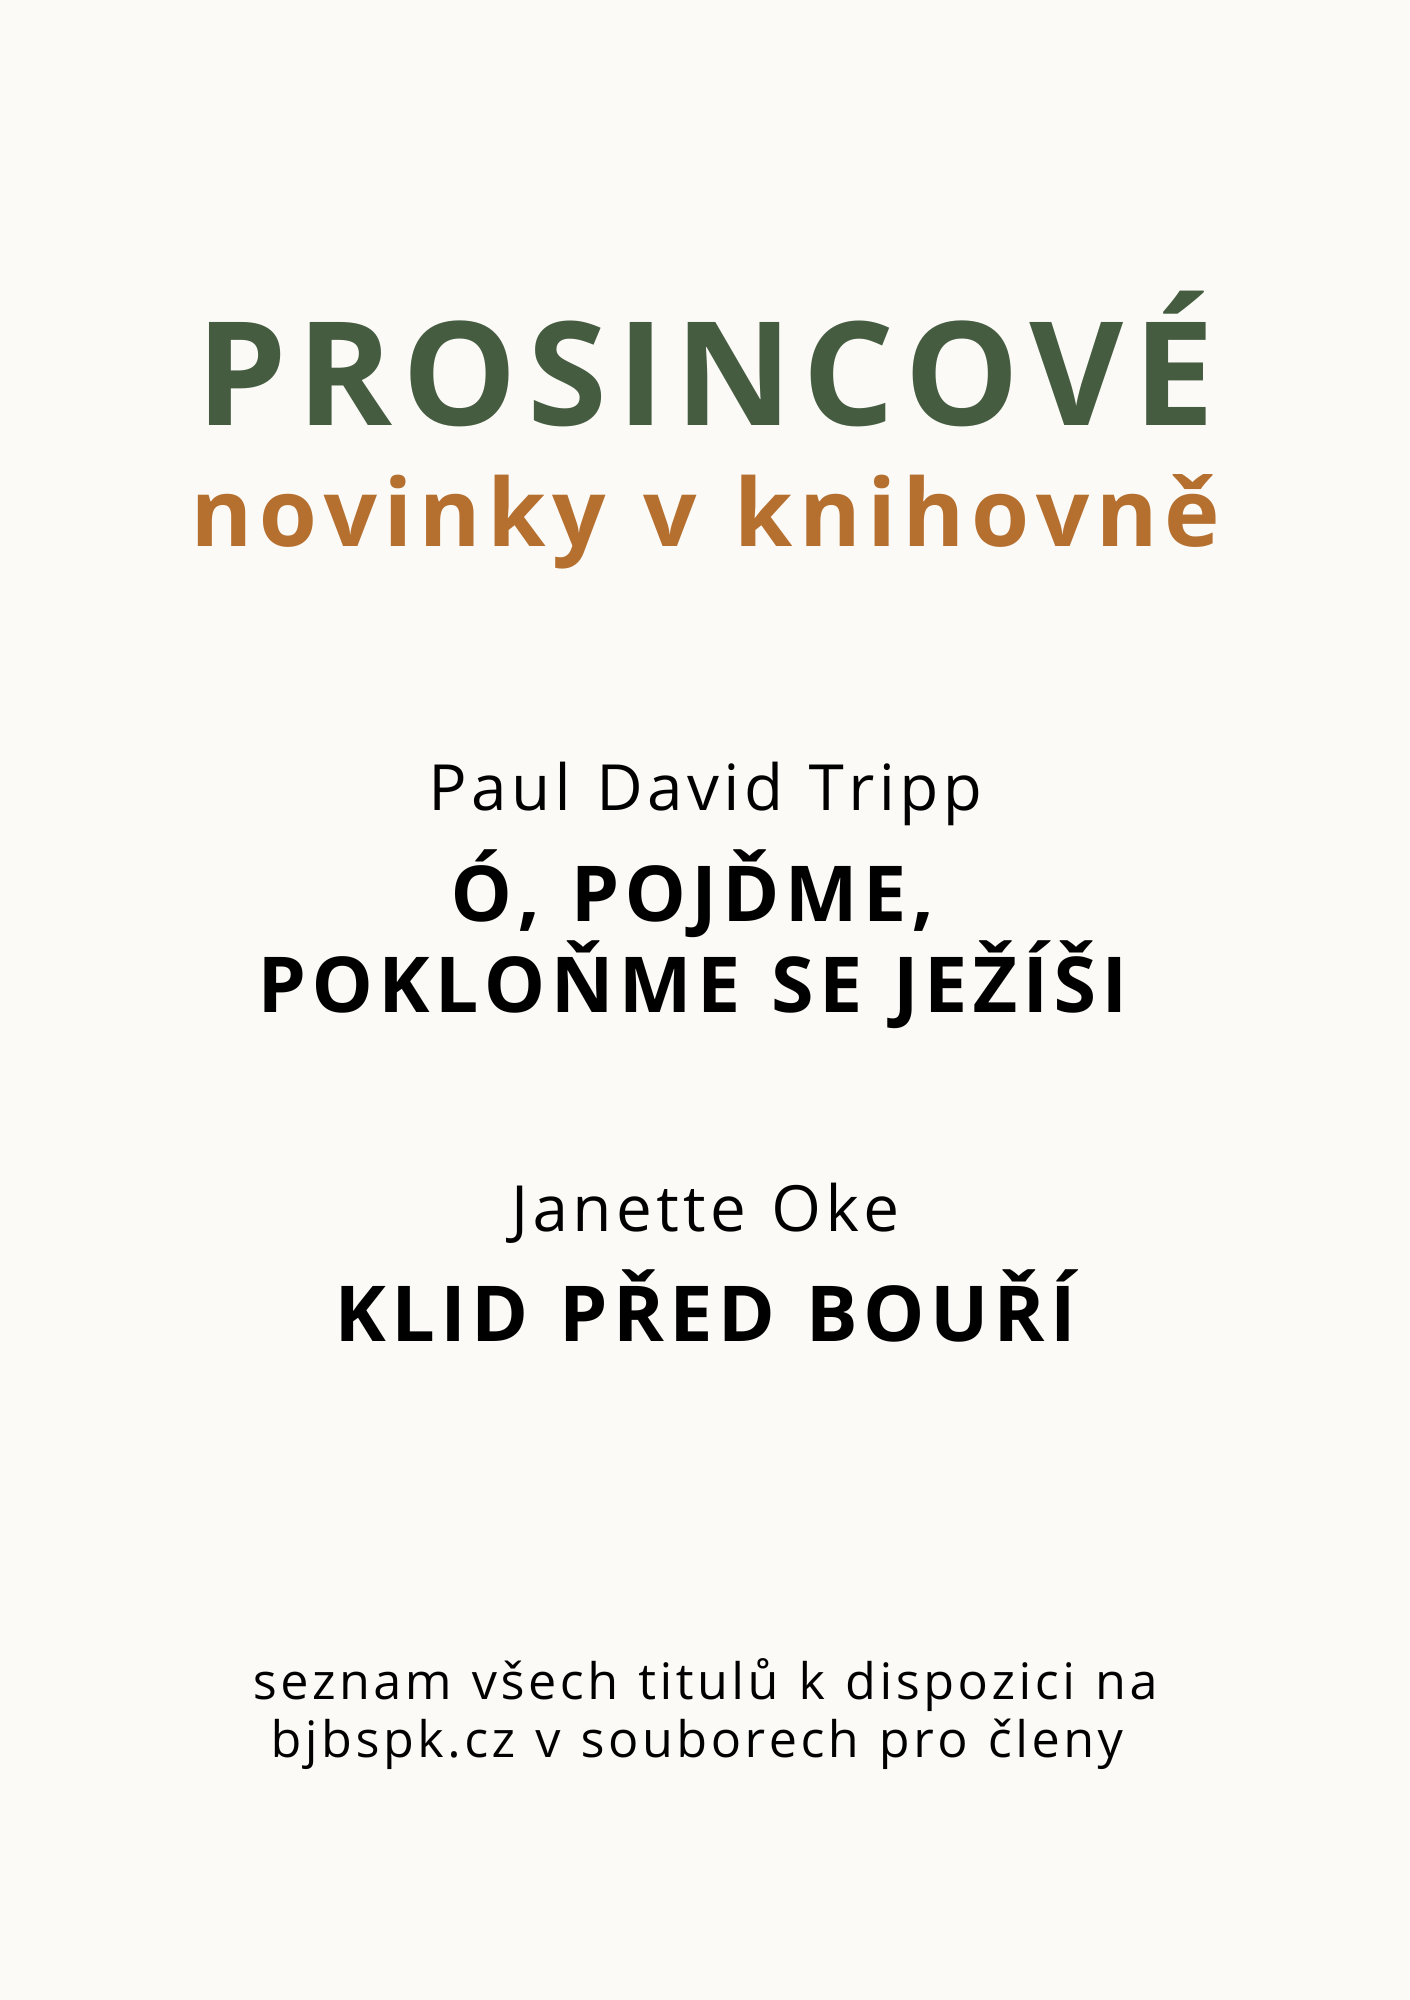 PROSINCOVÉ
novinky v knihovně
Paul David Tripp
Ó, POJĎME,
POKLOŇME SE JEŽÍŠI
Janette Oke
KLID PŘED BOUŘÍ
seznam všech titulů k dispozici na
bjbspk.cz v souborech pro členy